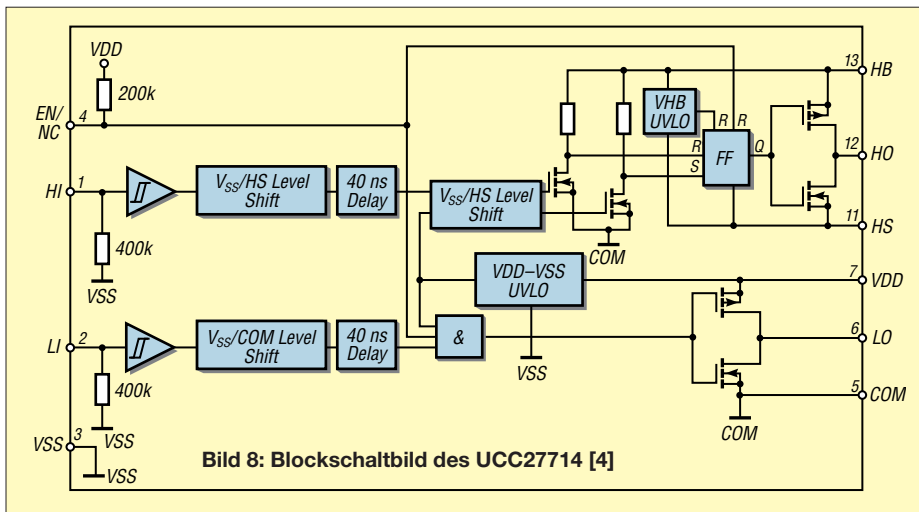 VDD
200k
EN/
NC
4
HI
1
400k
VSS
V_SS/HS Level
Shift
40 ns
Delay
V_SS/HS Level
Shift
COM
VHB
UVLO
R
R
R
S
FF
Q
13
HB
12
HO
11
HS
VDD–VSS
UVLO
VSS
7
VDD
LI
2
400k
VSS
V_SS/COM Level
Shift
40 ns
Delay
&
6
LO
5
COM
COM
VSS
3
VSS
Bild 8: Blockschaltbild des UCC27714 [4]